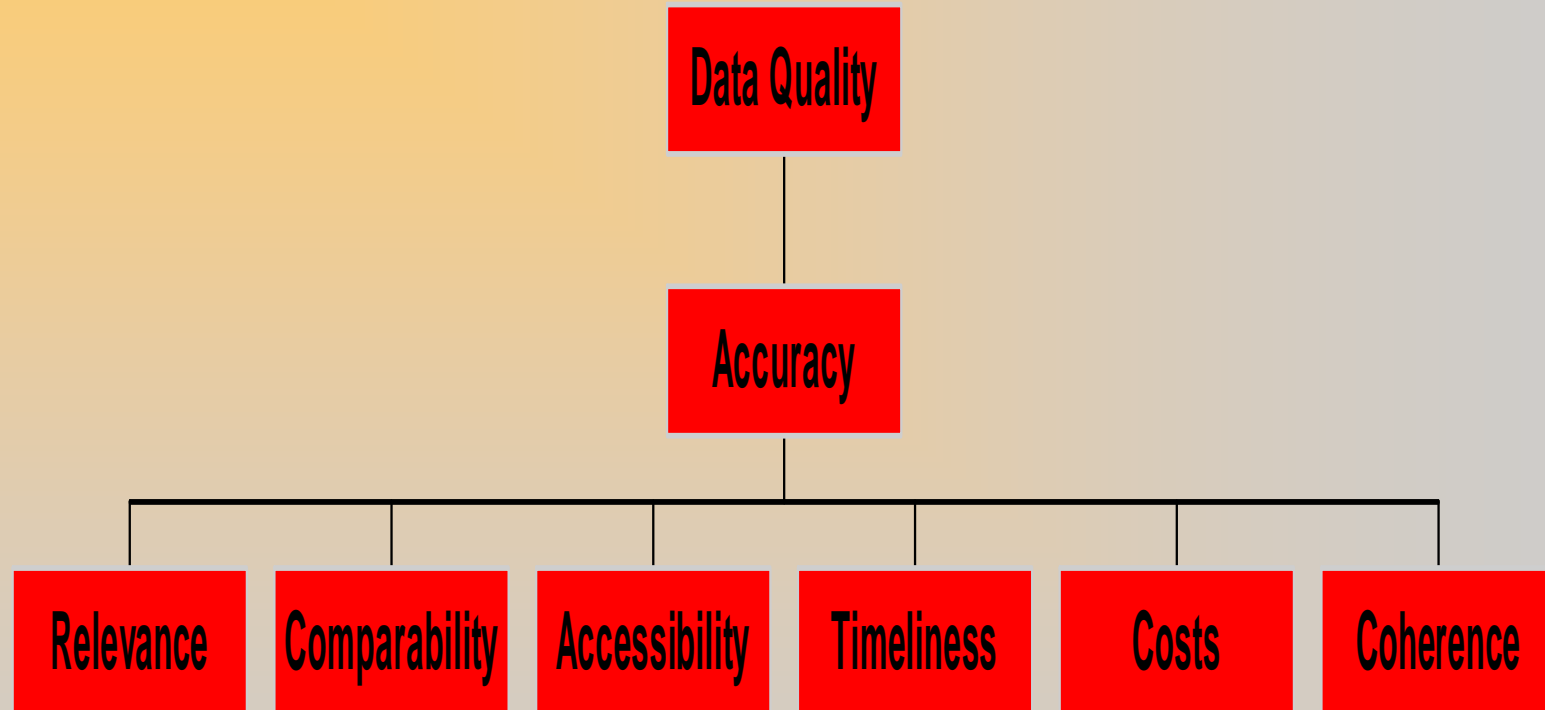 Data Quality
Accuracy
Relevance
Comparability
Accessibility
Timeliness
Costs
Coherence